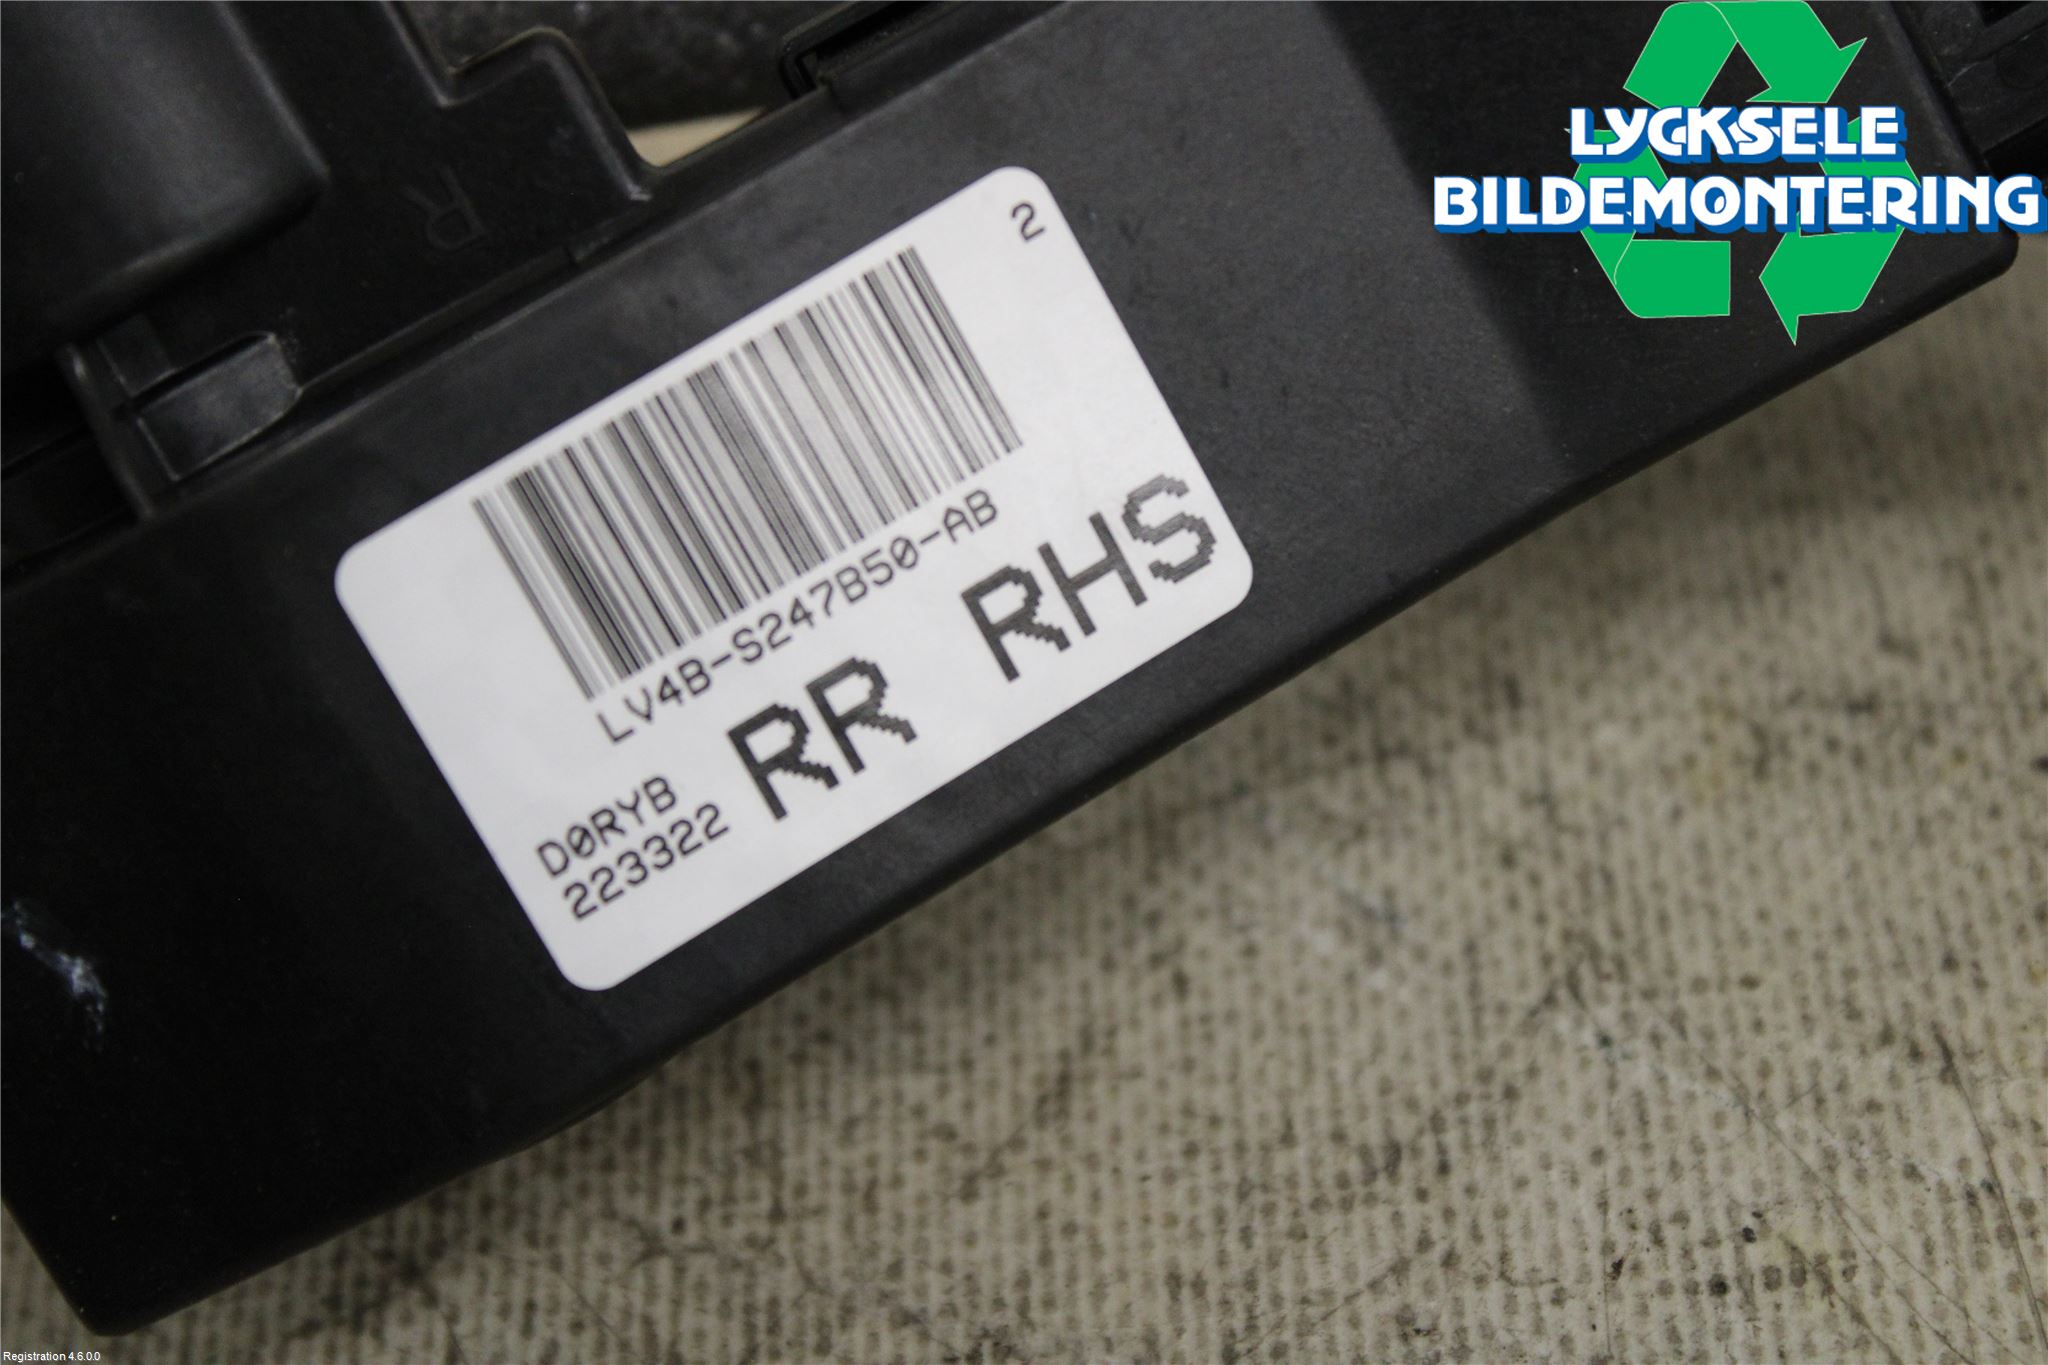 LYCKSELE
BILDEMONTERING
R
2
LV4B-S247B50-AB
RR RHS
D0RYB
223322
Registration 4.6.0.0